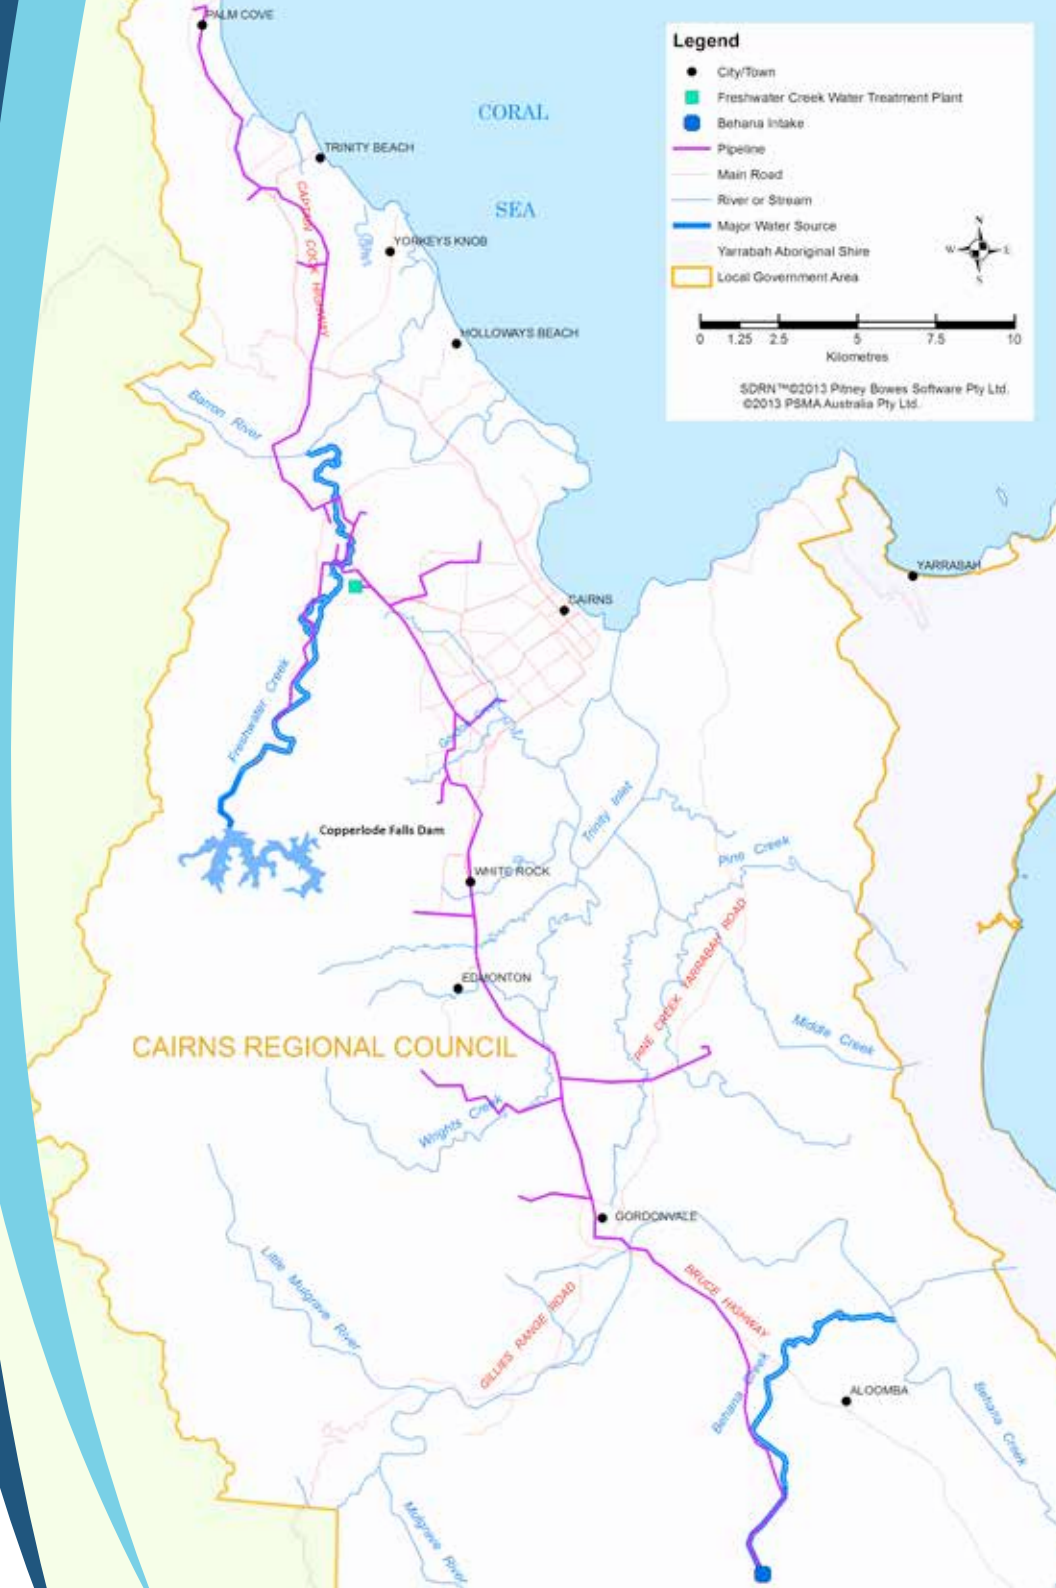 PALM COVE
CORAL
SEA
TRINITY BEACH
CAPTAIN COOK HIGHWAY
YORKEYS KNOB
HOLLOWAYS BEACH
Legend
City/Town
Freshwater Creek Water Treatment Plant
Behana Intake
Pipeline
Main Road
River or Stream
Major Water Source
Yarrabah Aboriginal Shire
Local Government Area
N
W
E
S
0 1.25 2.5 5 7.5 10
Kilometres
SDRN™©2013 Pitney Bowes Software Pty Ltd.
©2013 PSMA Australia Pty Ltd.
Barron River
YARRABAH
CAIRNS
Freshwater Creek
Trinity Inlet
Copperlode Falls Dam
Pine Creek
WHITE ROCK
PINE CREEK YARRABAH ROAD
EDMONTON
Middle Creek
CAIRNS REGIONAL COUNCIL
Wrights Creek
GORDONVALE
Little Mulgrave River
BRUCE HIGHWAY
GILLIES RANGE ROAD
Behana Creek
ALOOMBA
Behana Creek
Mulgrave River